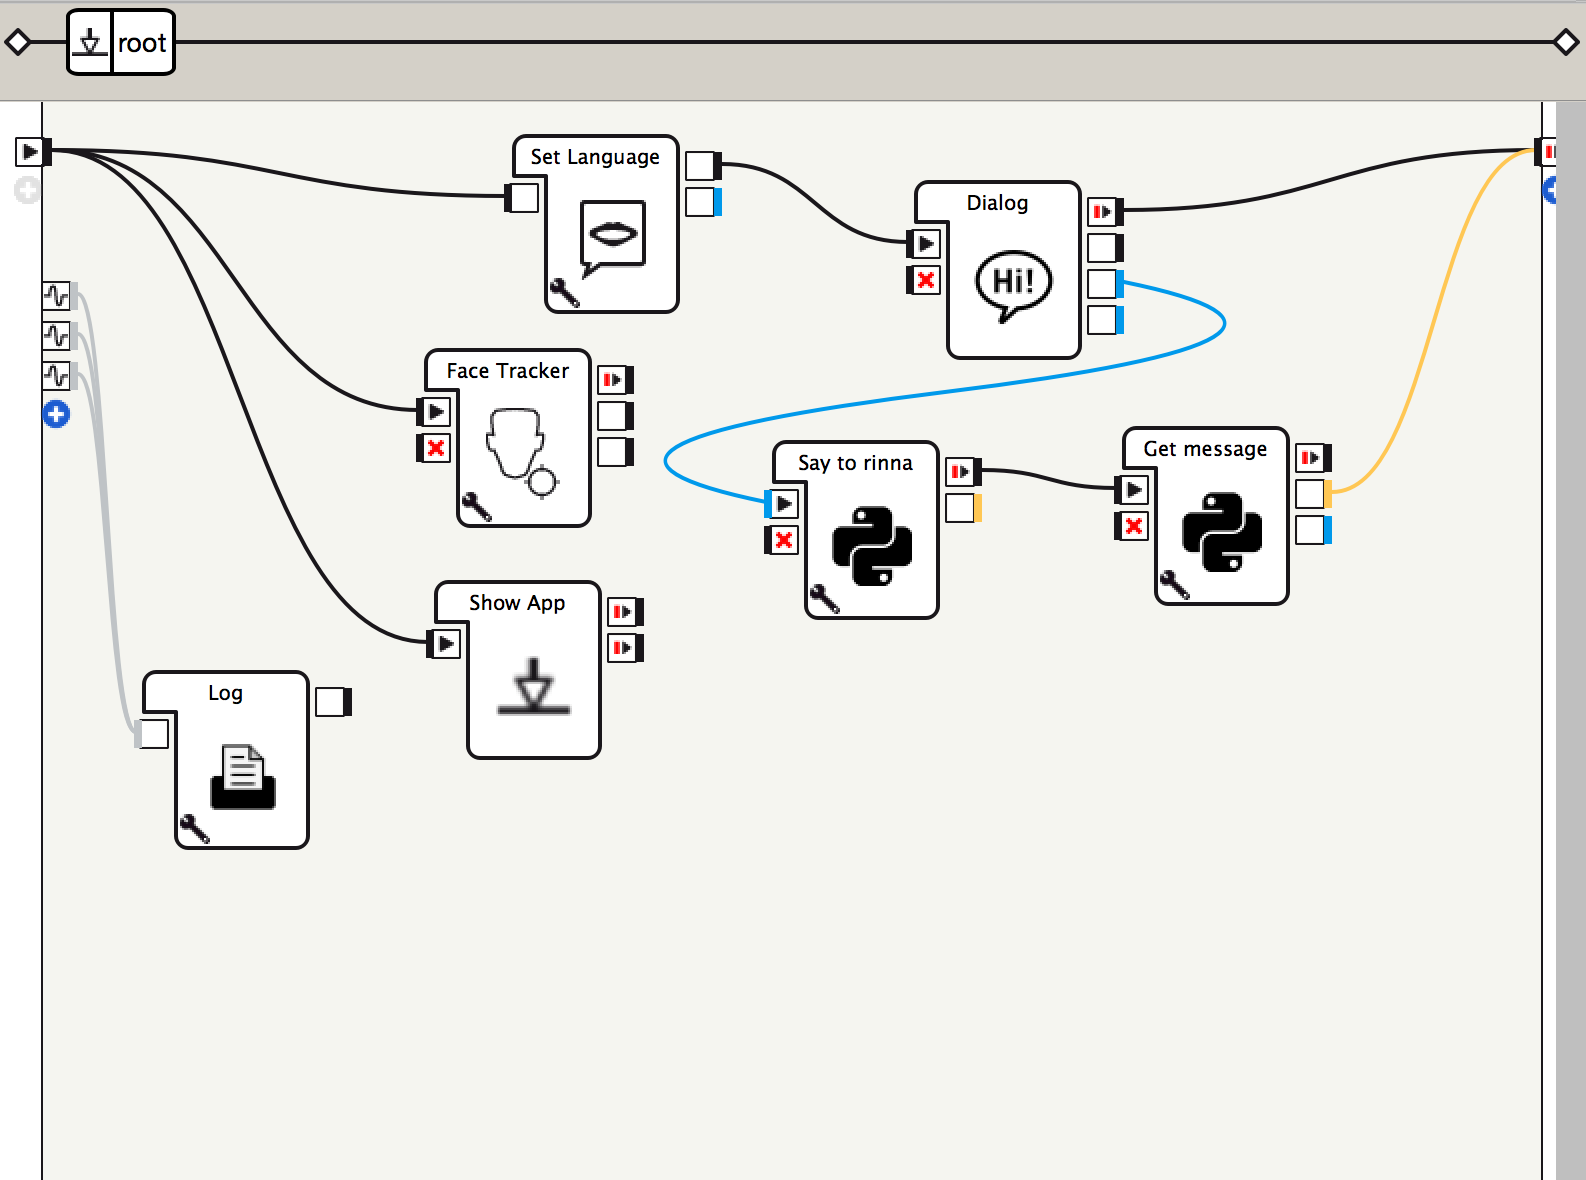 root
Set Language
Dialog
Hi!
Face Tracker
Say to rinna
Get message
Show App
Log